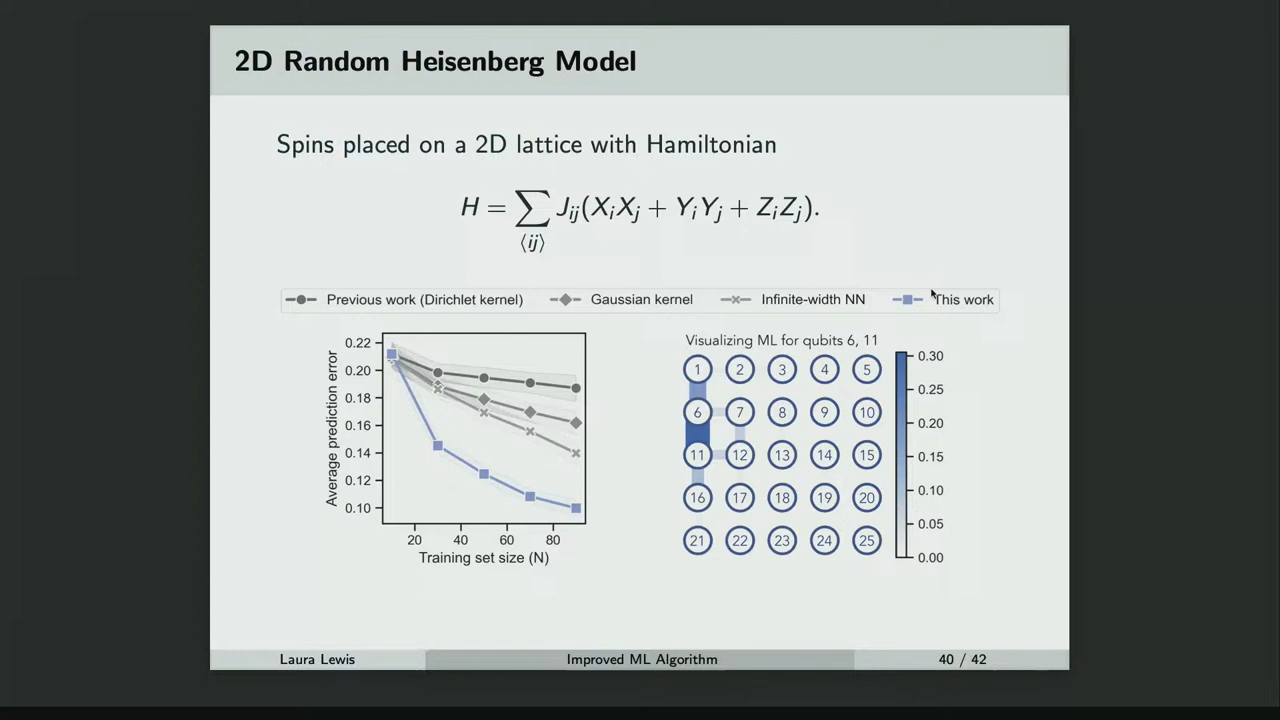 2D Random Heisenberg Model
Spins placed on a 2D lattice with Hamiltonian
H = ∑⟨ij⟩ J_ij(X_iX_j + Y_iY_j + Z_iZ_j).
Previous work (Dirichlet kernel) Gaussian kernel Infinite-width NN This work
Average prediction error
0.22
0.20
0.18
0.16
0.14
0.12
0.10
20 40 60 80
Training set size (N)
Visualizing ML for qubits 6, 11
1 2 3 4 5
6 7 8 9 10
11 12 13 14 15
16 17 18 19 20
21 22 23 24 25
0.30
0.25
0.20
0.15
0.10
0.05
0.00
Laura Lewis Improved ML Algorithm 40 / 42